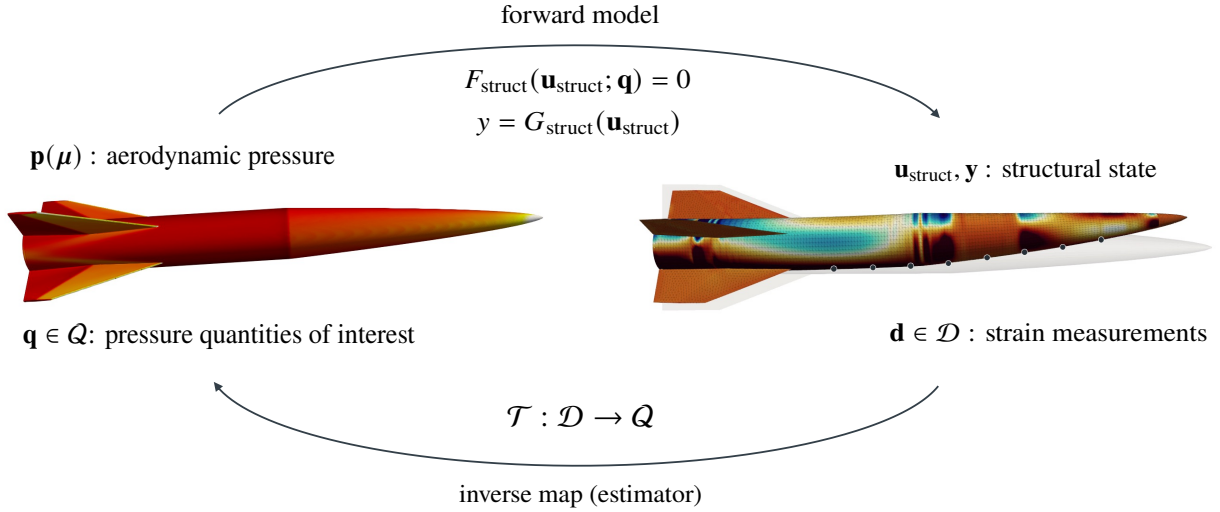 forward model
F_struct(u_struct; q) = 0
y = G_struct(u_struct)
p(μ) : aerodynamic pressure
u_struct, y : structural state
q ∈ 𝒬: pressure quantities of interest
d ∈ 𝒟 : strain measurements
𝒯 : 𝒟 → 𝒬
inverse map (estimator)